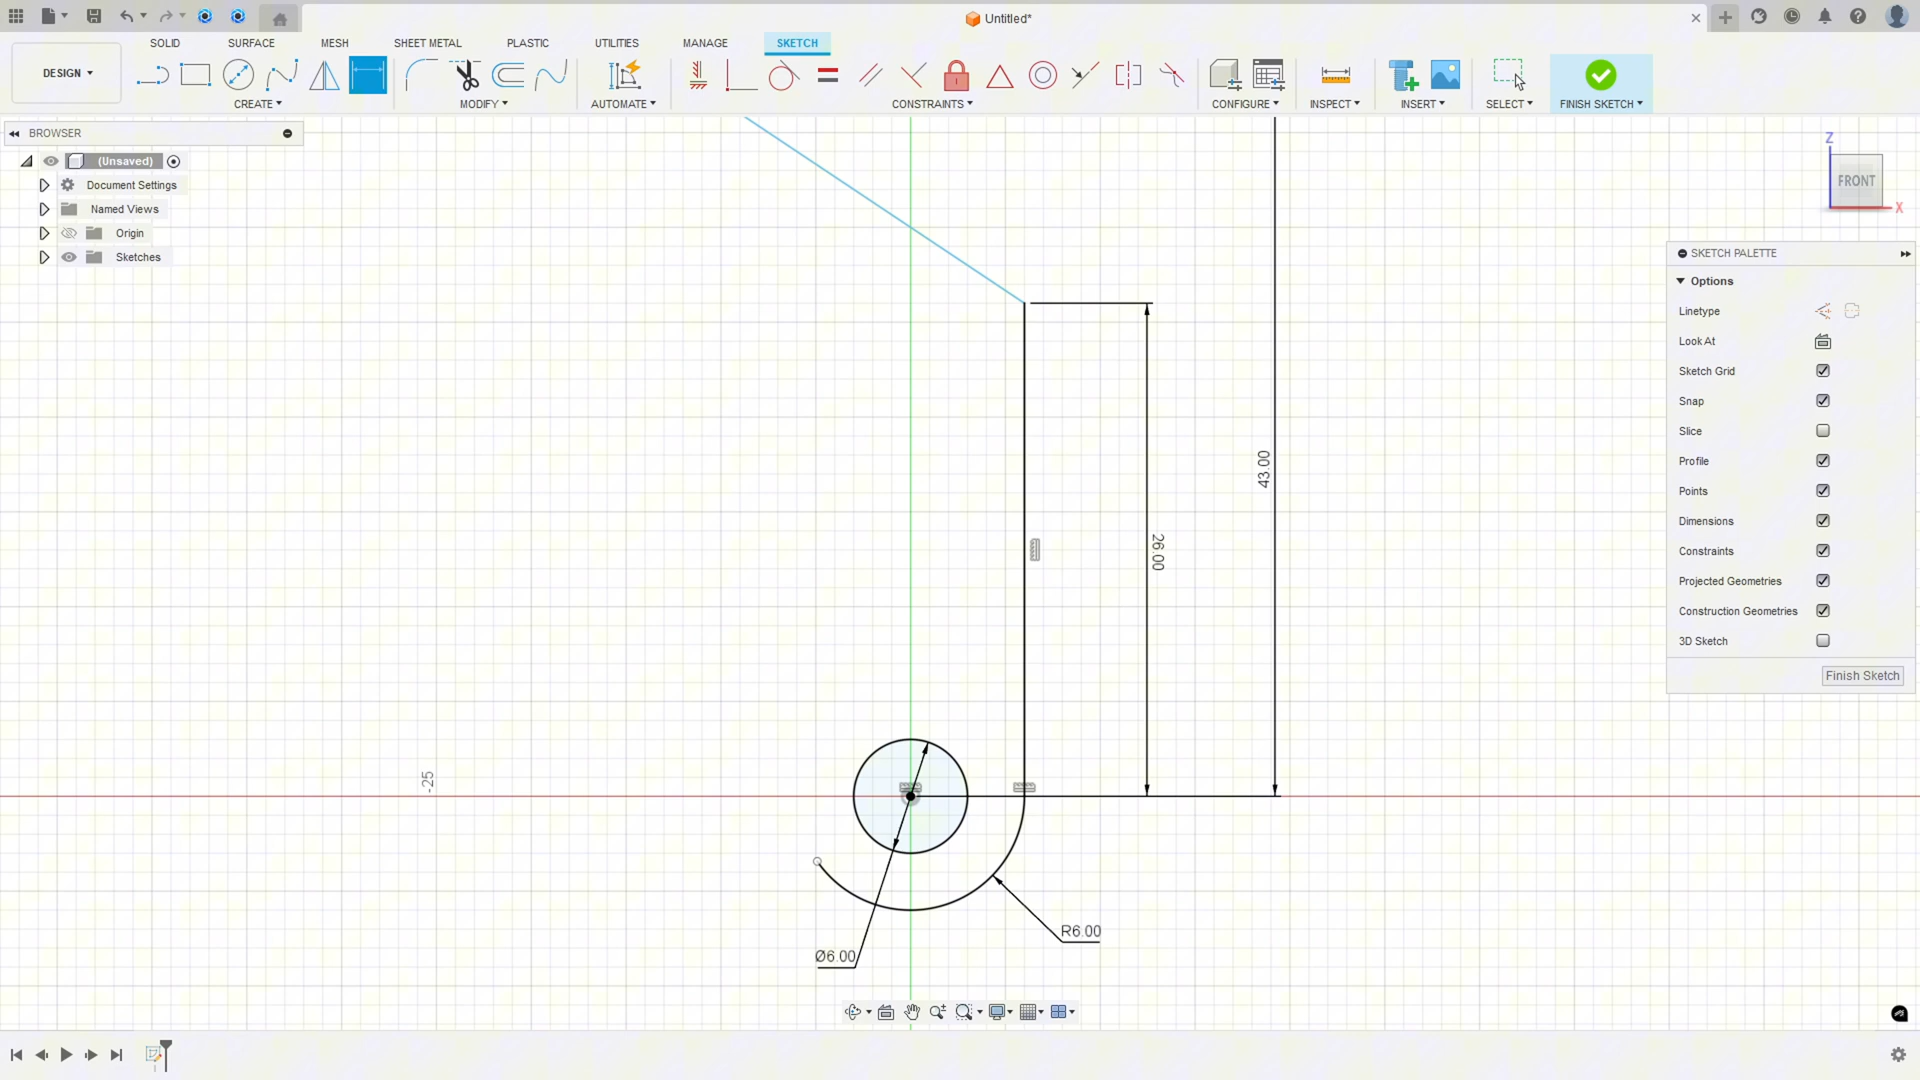 Untitled*
SOLID SURFACE MESH SHEET METAL PLASTIC UTILITIES MANAGE SKETCH
DESIGN
CREATE MODIFY AUTOMATE CONSTRAINTS CONFIGURE INSPECT INSERT SELECT FINISH SKETCH
BROWSER
(Unsaved)
Document Settings
Named Views
Origin
Sketches
Z
FRONT
X
SKETCH PALETTE
Options
Linetype
Look At
Sketch Grid
Snap
Slice
Profile
Points
Dimensions
Constraints
Projected Geometries
Construction Geometries
3D Sketch
Finish Sketch
43.00
26.00
-25
R6.00
Ø6.00